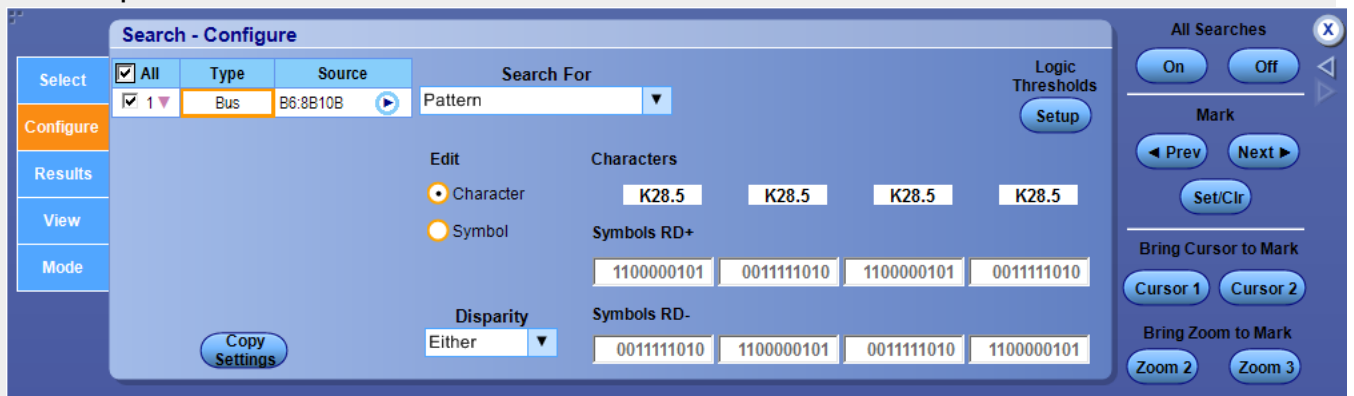 Search - Configure
Select
Configure
Results
View
Mode
All Type Source
1 Bus B6:8B10B
Search For
Pattern
Logic
Thresholds
Setup
Edit
Character
Symbol
Characters
K28.5 K28.5 K28.5 K28.5
Symbols RD+
1100000101 0011111010 1100000101 0011111010
Disparity
Either
Symbols RD-
0011111010 1100000101 0011111010 1100000101
Copy
Settings
All Searches
X
On Off
Mark
Prev Next
Set/Clr
Bring Cursor to Mark
Cursor 1 Cursor 2
Bring Zoom to Mark
Zoom 2 Zoom 3